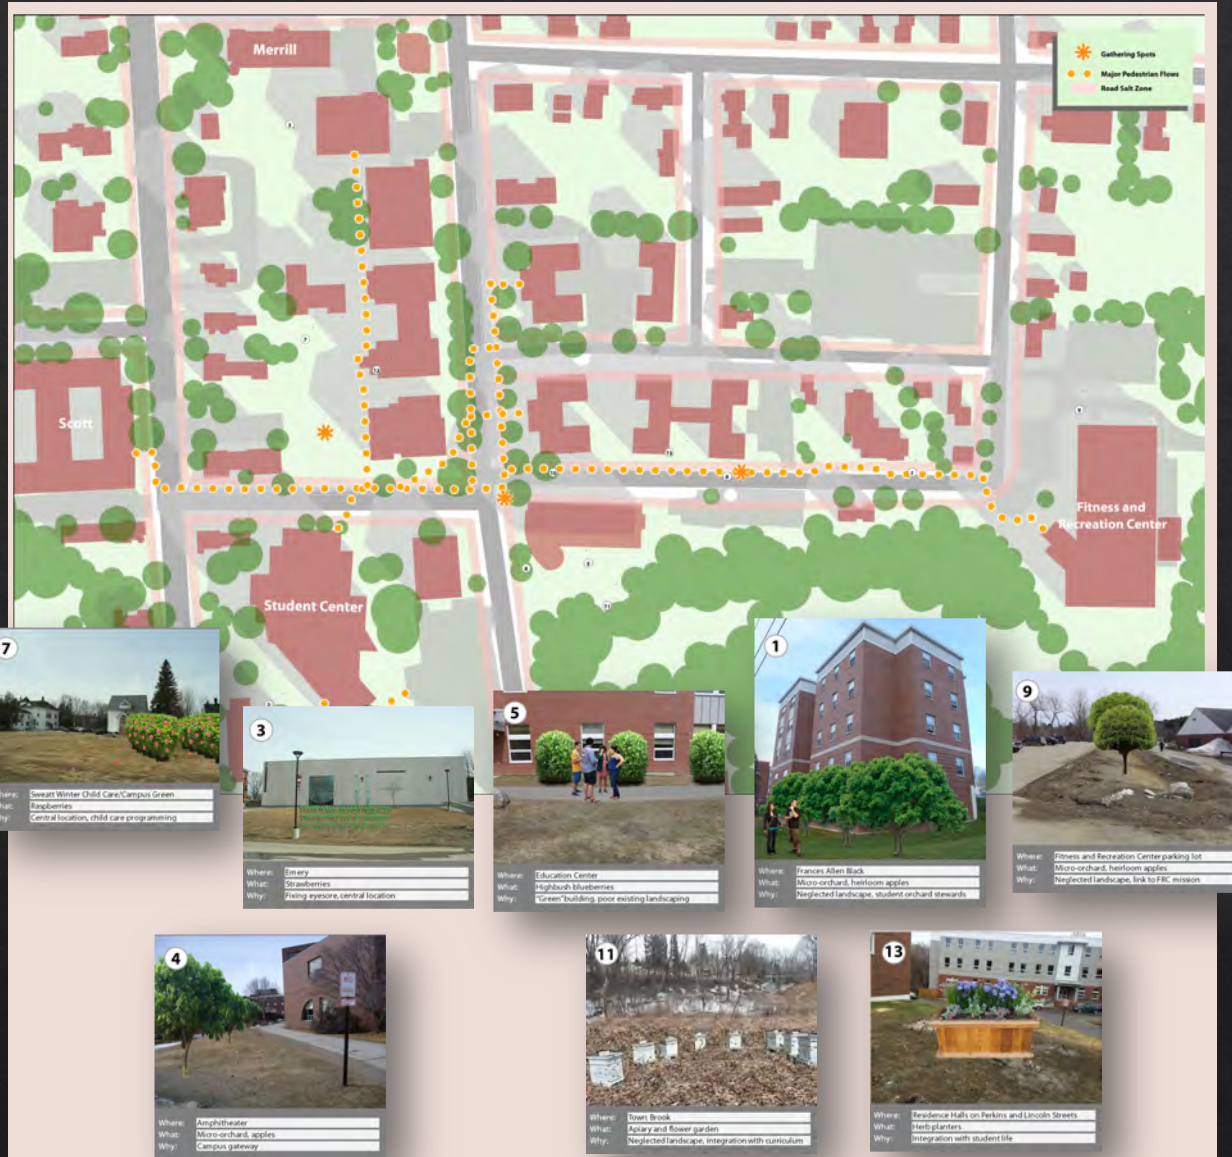 Merrill
Gathering Spots
Major Pedestrian Flows
Road Salt Zone
Scott
Fitness and
Recreation Center
Student Center
7
Sweatt Winter Child Care/Campus Green
Raspberries
Central location, child care programming
3
Where: Emery
What: Strawberries
Why: Fixing eyesore, central location
5
Where: Education Center
What: Highbush blueberries
Why: "Green" building, poor existing landscaping
1
Where: Frances Allen Black
What: Micro-orchard, heirloom apples
Why: Neglected landscape, student orchard stewards
9
Where: Fitness and Recreation Center parking lot
What: Micro-orchard, heirloom apples
Why: Neglected landscape, link to FRC mission
4
Where: Amphitheater
What: Micro-orchard, apples
Why: Campus gateway
11
Where: Town Brook
What: Apiary and flower garden
Why: Neglected landscape, integration with curriculum
13
Where: Residence Halls on Perkins and Lincoln Streets
What: Herb planters
Why: Integration with student life